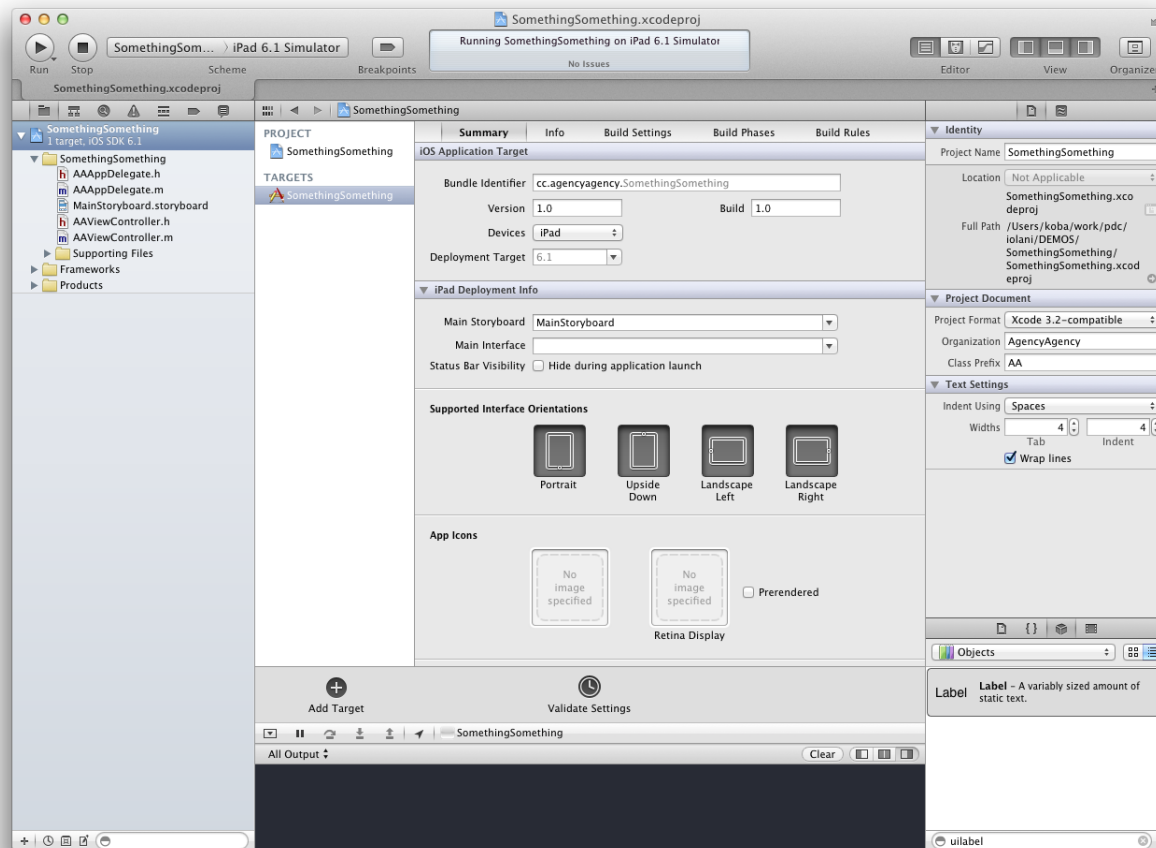 SomethingSomething.xcodeproj
SomethingSom... iPad 6.1 Simulator
Running SomethingSomething on iPad 6.1 Simulator
No Issues
Run Stop Scheme Breakpoints Editor View Organizer
SomethingSomething.xcodeproj
SomethingSomething
1 target, iOS SDK 6.1
SomethingSomething
h AAAppDelegate.h
m AAAppDelegate.m
MainStoryboard.storyboard
h AAViewController.h
m AAViewController.m
Supporting Files
Frameworks
Products
SomethingSomething
PROJECT
SomethingSomething
TARGETS
SomethingSomething
Summary Info Build Settings Build Phases Build Rules
iOS Application Target
Bundle Identifier cc.agencyagency.SomethingSomething
Version 1.0 Build 1.0
Devices iPad
Deployment Target 6.1
iPad Deployment Info
Main Storyboard MainStoryboard
Main Interface
Status Bar Visibility Hide during application launch
Supported Interface Orientations
Portrait
Upside
Down
Landscape
Left
Landscape
Right
App Icons
No
image
specified
No
image
specified
Prerendered
Retina Display
Add Target Validate Settings
SomethingSomething
All Output Clear
Identity
Project Name SomethingSomething
Location Not Applicable
SomethingSomething.xco
deproj
Full Path /Users/koba/work/pdc/
iolani/DEMOS/
SomethingSomething/
SomethingSomething.xcod
eproj
Project Document
Project Format Xcode 3.2-compatible
Organization AgencyAgency
Class Prefix AA
Text Settings
Indent Using Spaces
Widths 4 4
Tab Indent
Wrap lines
{}
Objects
Label Label - A variably sized amount of
static text.
uilabel